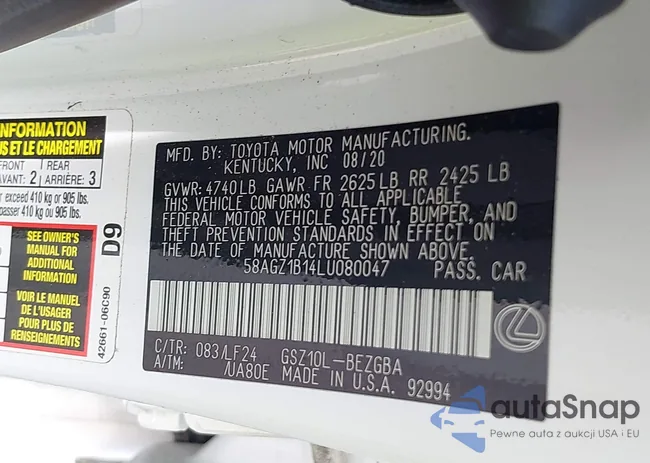 INFORMATION
US ET LE CHARGEMENT
FRONT
AVANT: 2
REAR
ARRIÈRE: 3
exceed 410 kg or 905 lbs.
passer 410 kg ou 905 lbs.
SEE OWNER'S
MANUAL FOR
ADDITIONAL
INFORMATION
VOIR LE MANUEL
DE L'USAGER
POUR PLUS DE
RENSEIGNEMENTS
D9
42661-06C90
MFD. BY: TOYOTA MOTOR MANUFACTURING.
KENTUCKY, INC 08/20
GVWR: 4740LB GAWR FR 2625LB RR 2425 LB
THIS VEHICLE CONFORMS TO ALL APPLICABLE
FEDERAL MOTOR VEHICLE SAFETY, BUMPER, AND
THEFT PREVENTION STANDARDS IN EFFECT ON
THE DATE OF MANUFACTURE SHOWN ABOVE.
58AGZ1B14LU080047 PASS. CAR
C/TR: 083/LF24 GSZ10L-BEZGBA
A/TM: /UA80E MADE IN U.S.A. 92994
autaSnap
Pewne auta z aukcji USA i EU